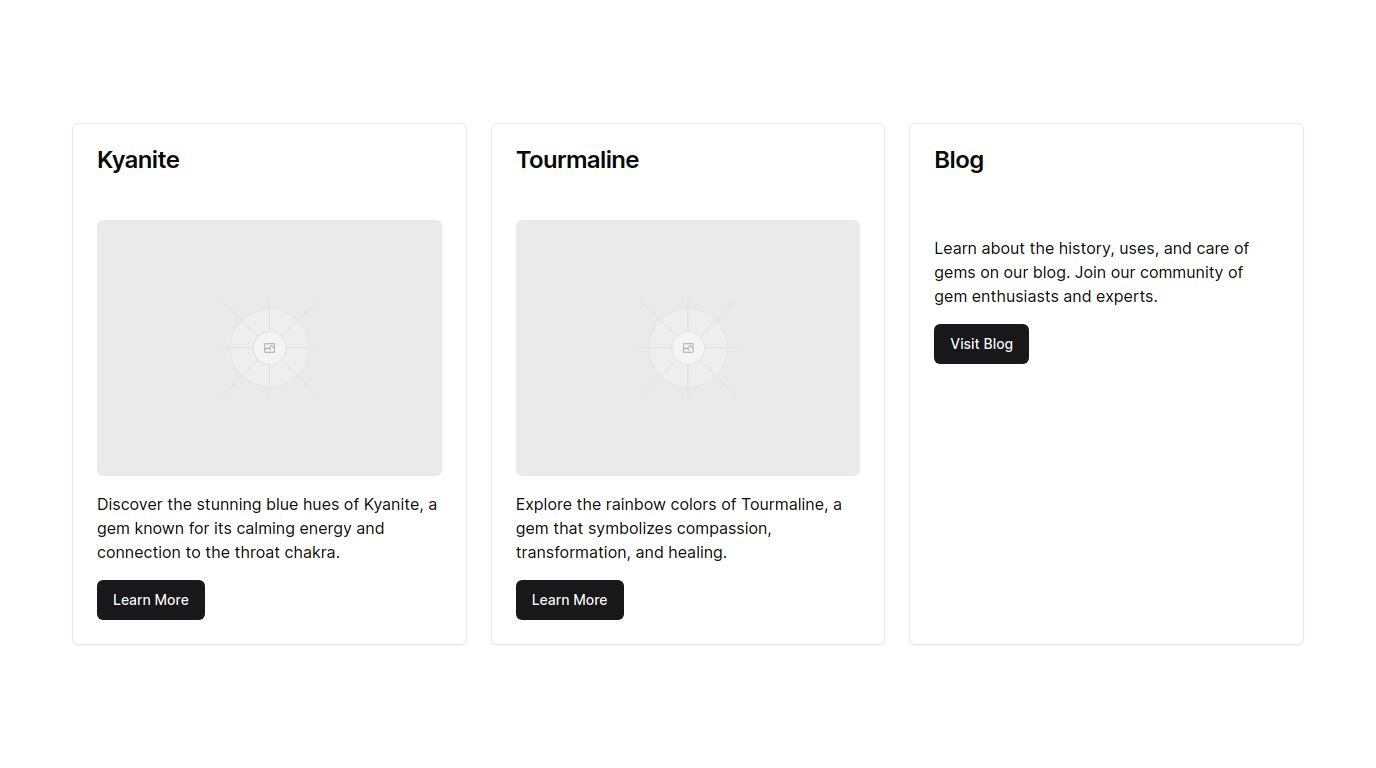 Kyanite
Discover the stunning blue hues of Kyanite, a
gem known for its calming energy and
connection to the throat chakra.
Learn More
Tourmaline
Explore the rainbow colors of Tourmaline, a
gem that symbolizes compassion,
transformation, and healing.
Learn More
Blog
Learn about the history, uses, and care of
gems on our blog. Join our community of
gem enthusiasts and experts.
Visit Blog